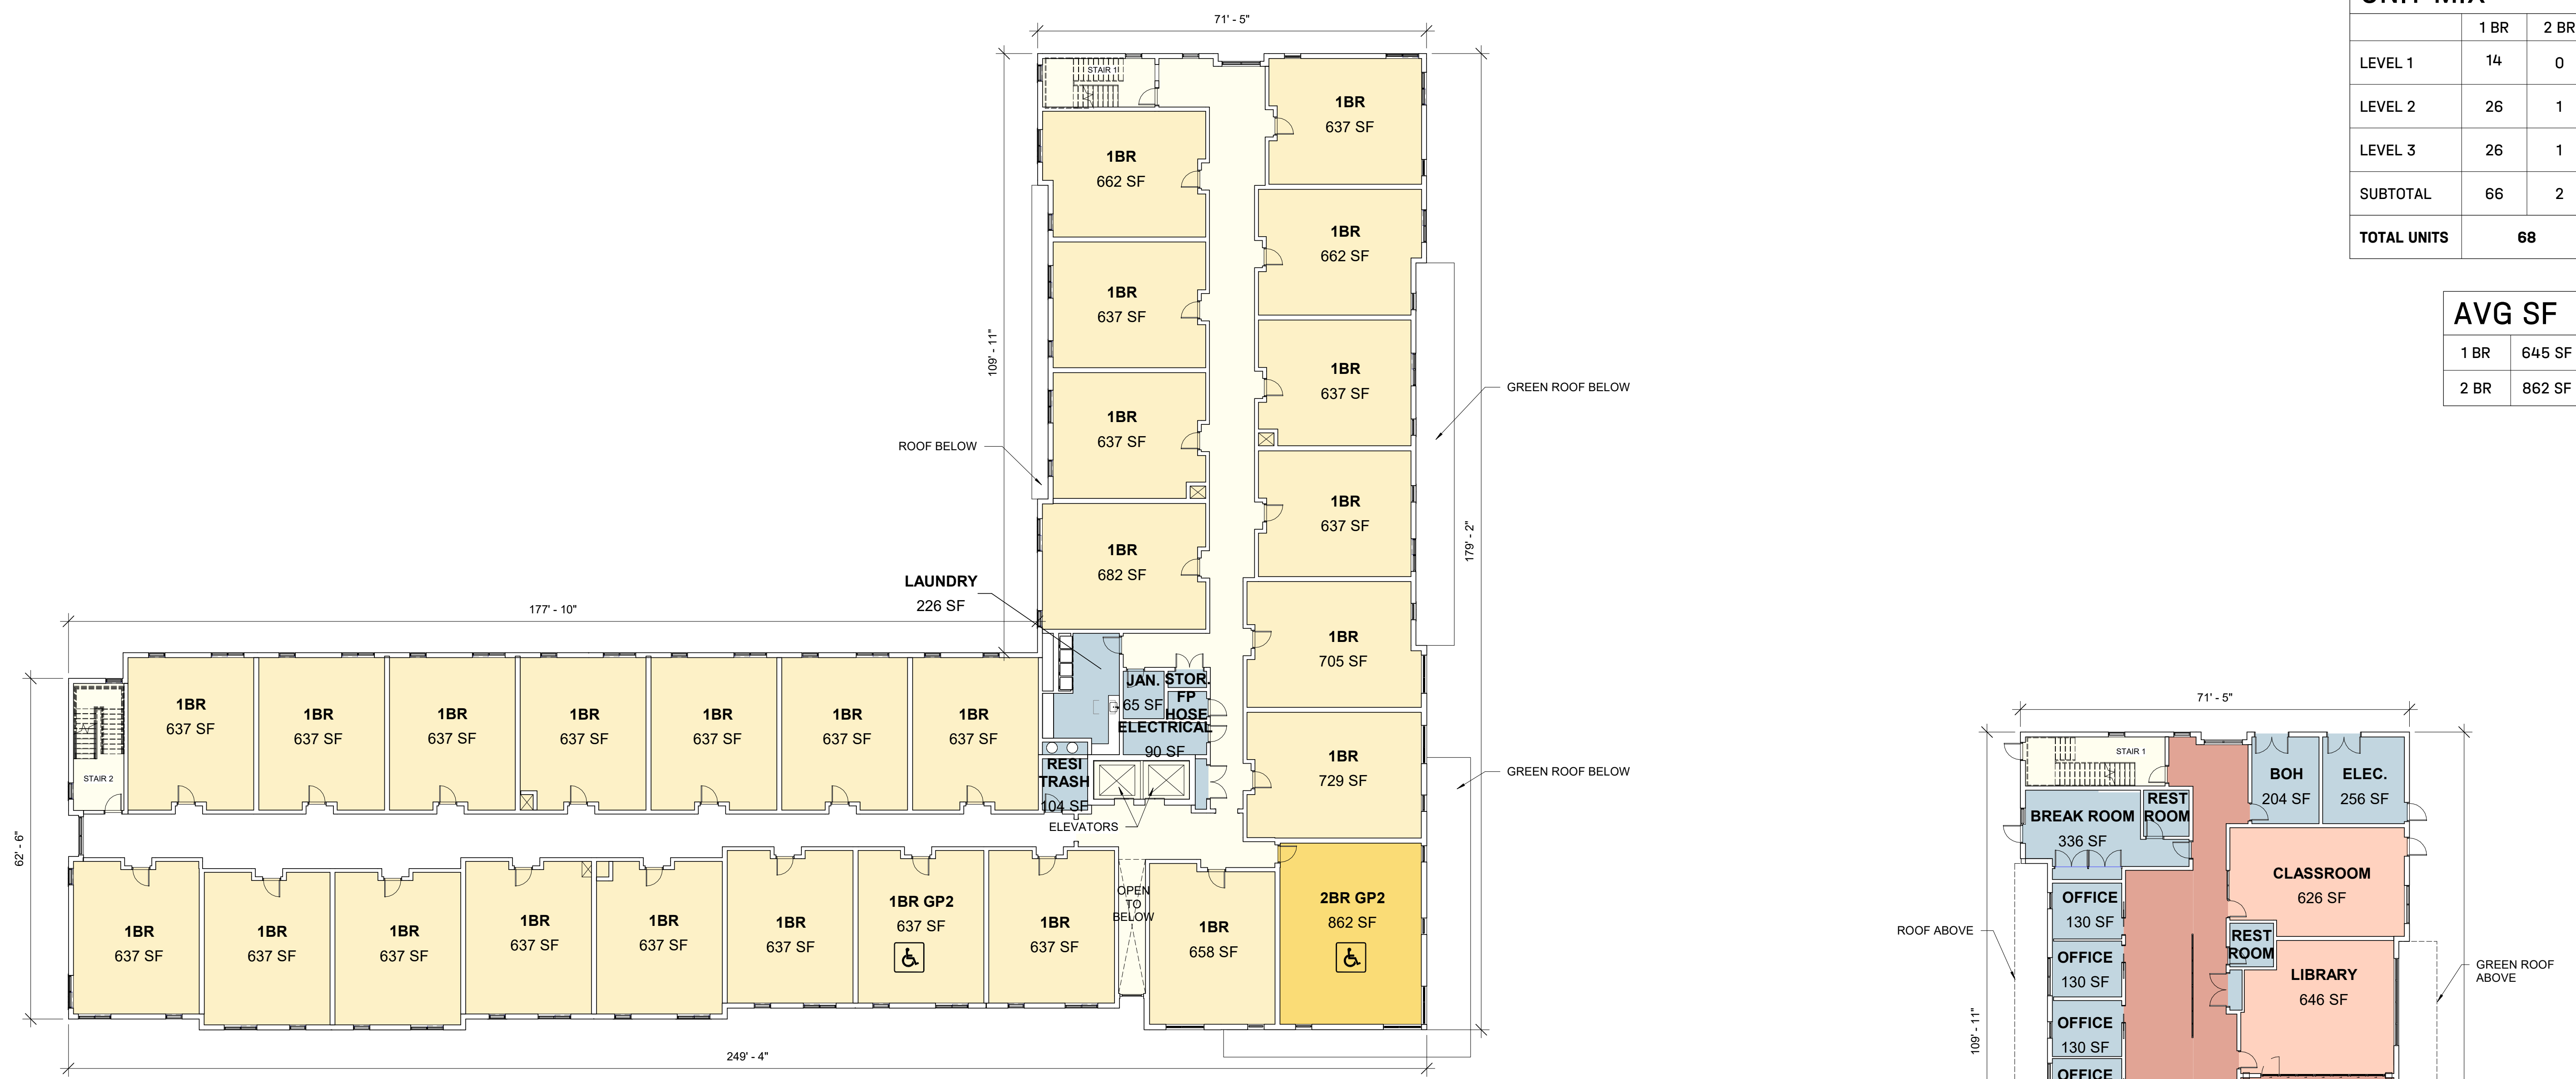 71' - 5"
STAIR 1
1BR
637 SF
1BR
662 SF
1BR
662 SF
1BR
637 SF
1BR
637 SF
109' - 11"
GREEN ROOF BELOW
1BR
637 SF
ROOF BELOW
1BR
637 SF
179' - 2"
1BR
682 SF
LAUNDRY
226 SF
177' - 10"
1BR
705 SF
JAN.
65 SF
STOR.
FP
HOSE
ELECTRICAL
90 SF
RESI
TRASH
104 SF
ELEVATORS
1BR
729 SF
GREEN ROOF BELOW
STAIR 2
1BR
637 SF
1BR
637 SF
1BR
637 SF
1BR
637 SF
1BR
637 SF
1BR
637 SF
1BR
637 SF
62' - 6"
1BR
637 SF
1BR
637 SF
1BR
637 SF
1BR
637 SF
1BR
637 SF
1BR
637 SF
1BR GP2
637 SF
1BR
637 SF
OPEN
TO
BELOW
1BR
658 SF
2BR GP2
862 SF
249' - 4"
1 BR 2 BR
LEVEL 1 14 0
LEVEL 2 26 1
LEVEL 3 26 1
SUBTOTAL 66 2
TOTAL UNITS 68
AVG SF
1 BR 645 SF
2 BR 862 SF
71' - 5"
STAIR 1
BOH
204 SF
ELEC.
256 SF
BREAK ROOM
336 SF
REST
ROOM
CLASSROOM
626 SF
OFFICE
130 SF
ROOF ABOVE
REST
ROOM
OFFICE
130 SF
LIBRARY
646 SF
GREEN ROOF
ABOVE
OFFICE
130 SF
109' - 11"
OFFICE